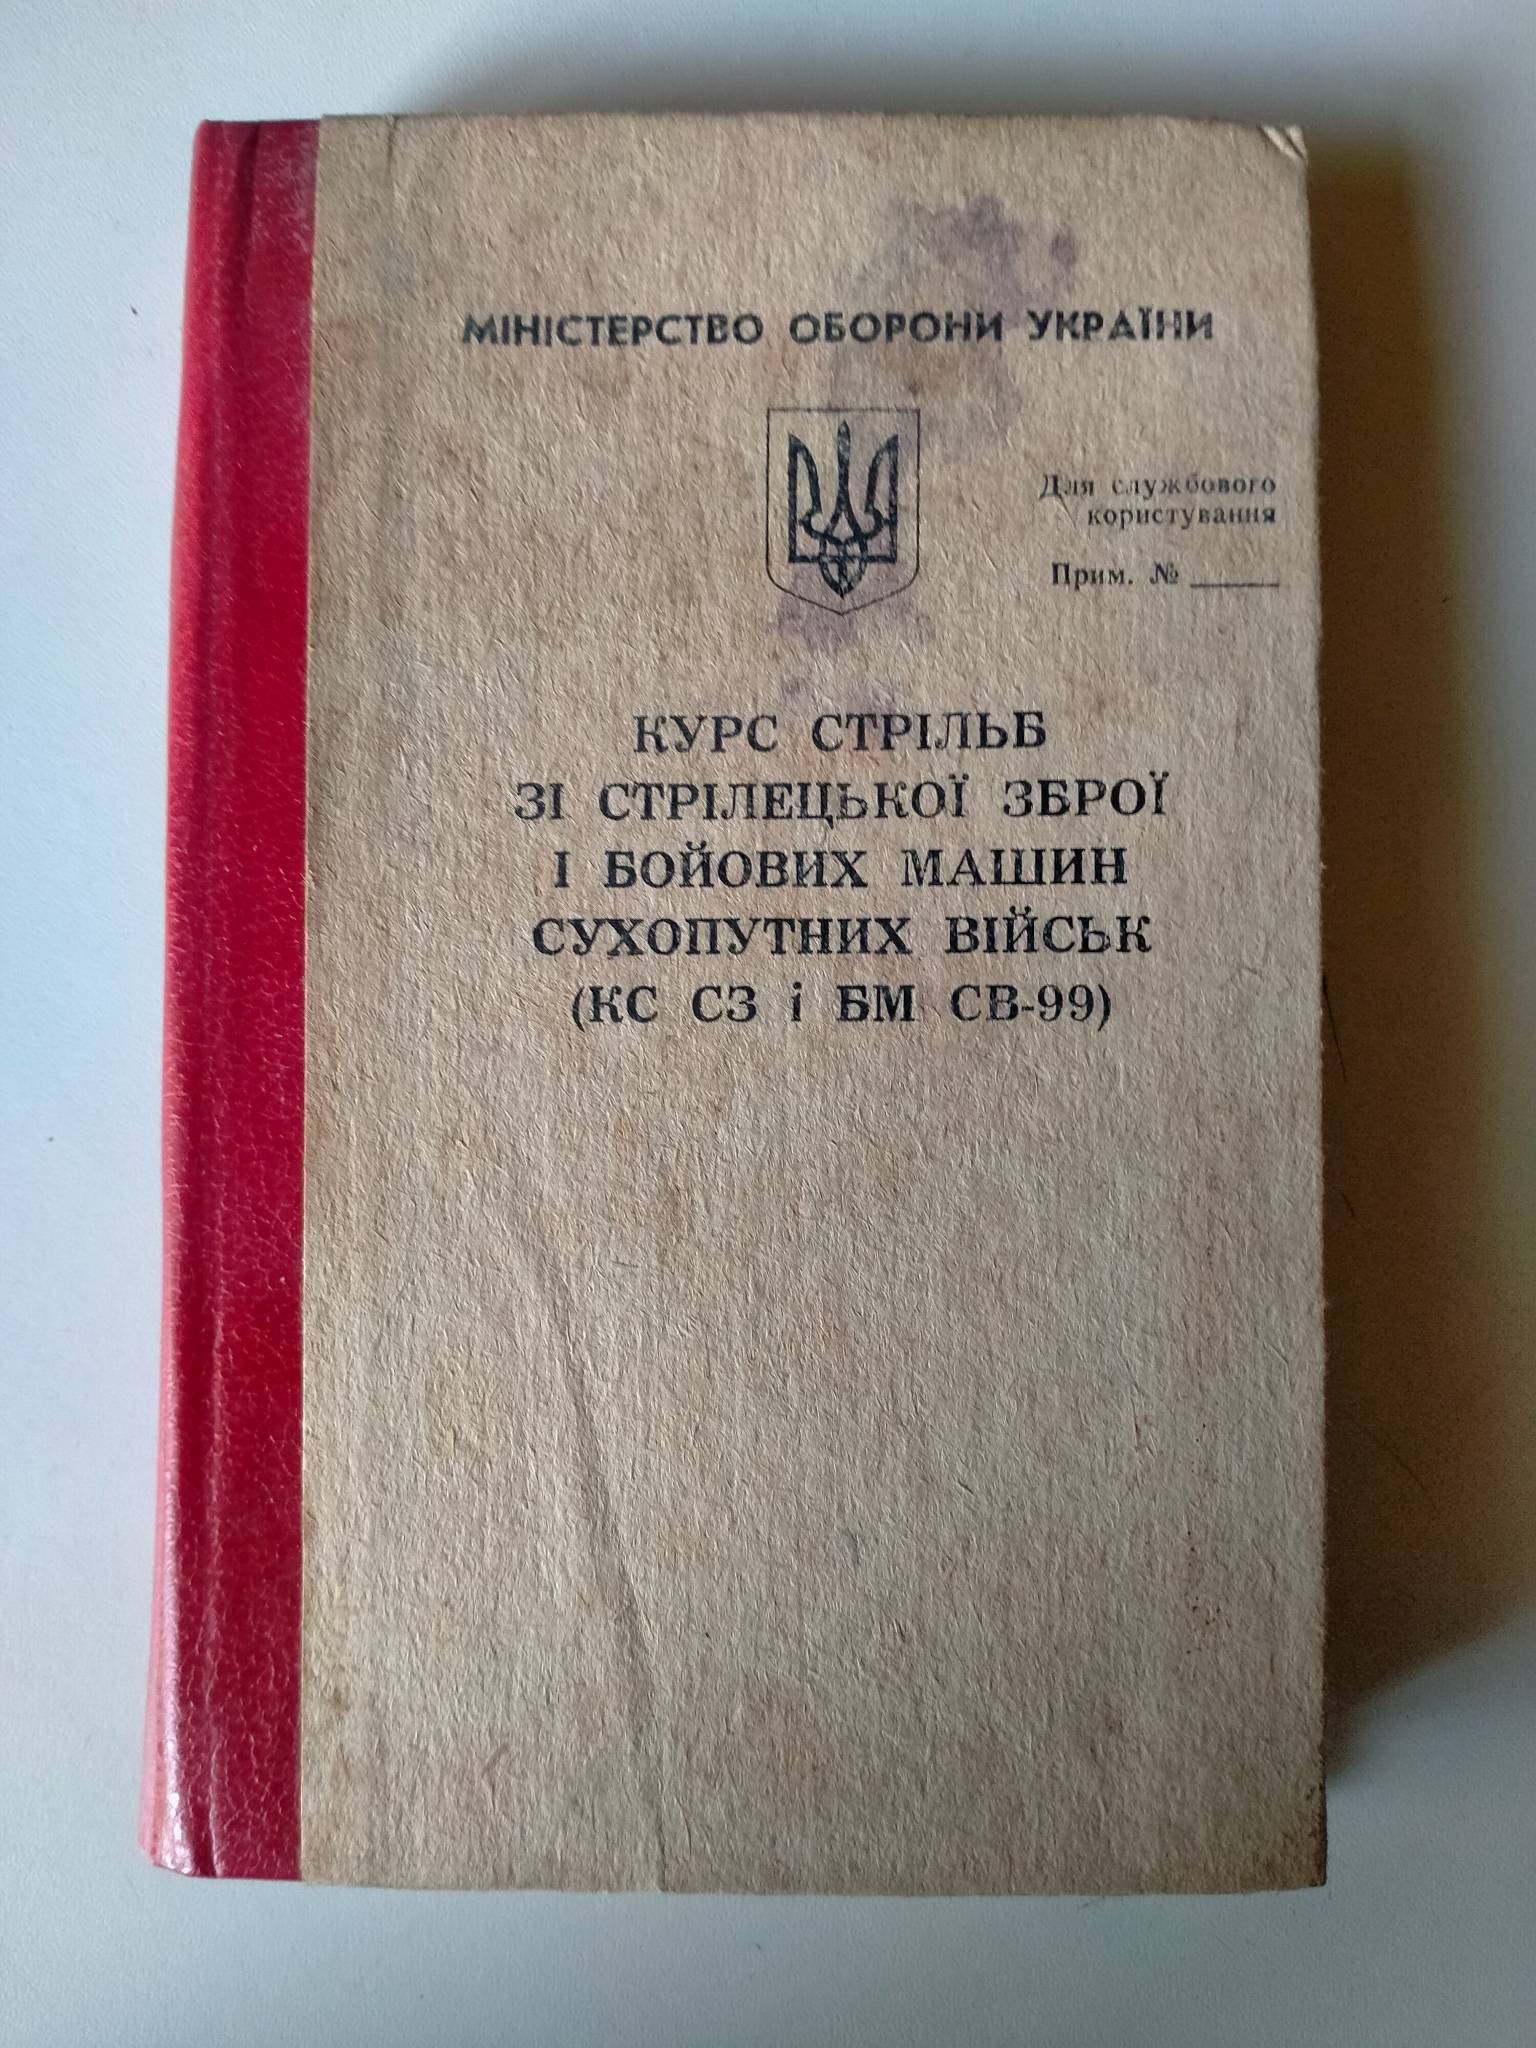 МІНІСТЕРСТВО ОБОРОНИ УКРАЇНИ
Для службового
користування
Прим. № ______
КУРС СТРІЛЬБ
ЗІ СТРІЛЕЦЬКОЇ ЗБРОЇ
І БОЙОВИХ МАШИН
СУХОПУТНИХ ВІЙСЬК
(КС СЗ і БМ СВ-99)